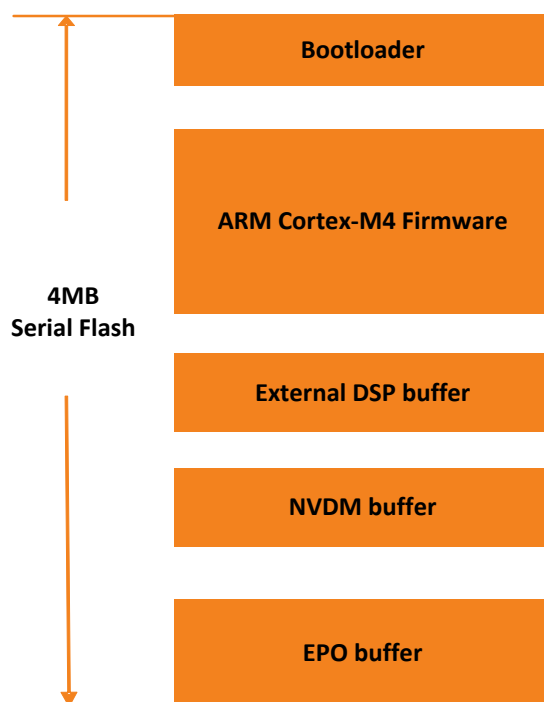 Bootloader
ARM Cortex-M4 Firmware
4MB
Serial Flash
External DSP buffer
NVDM buffer
EPO buffer